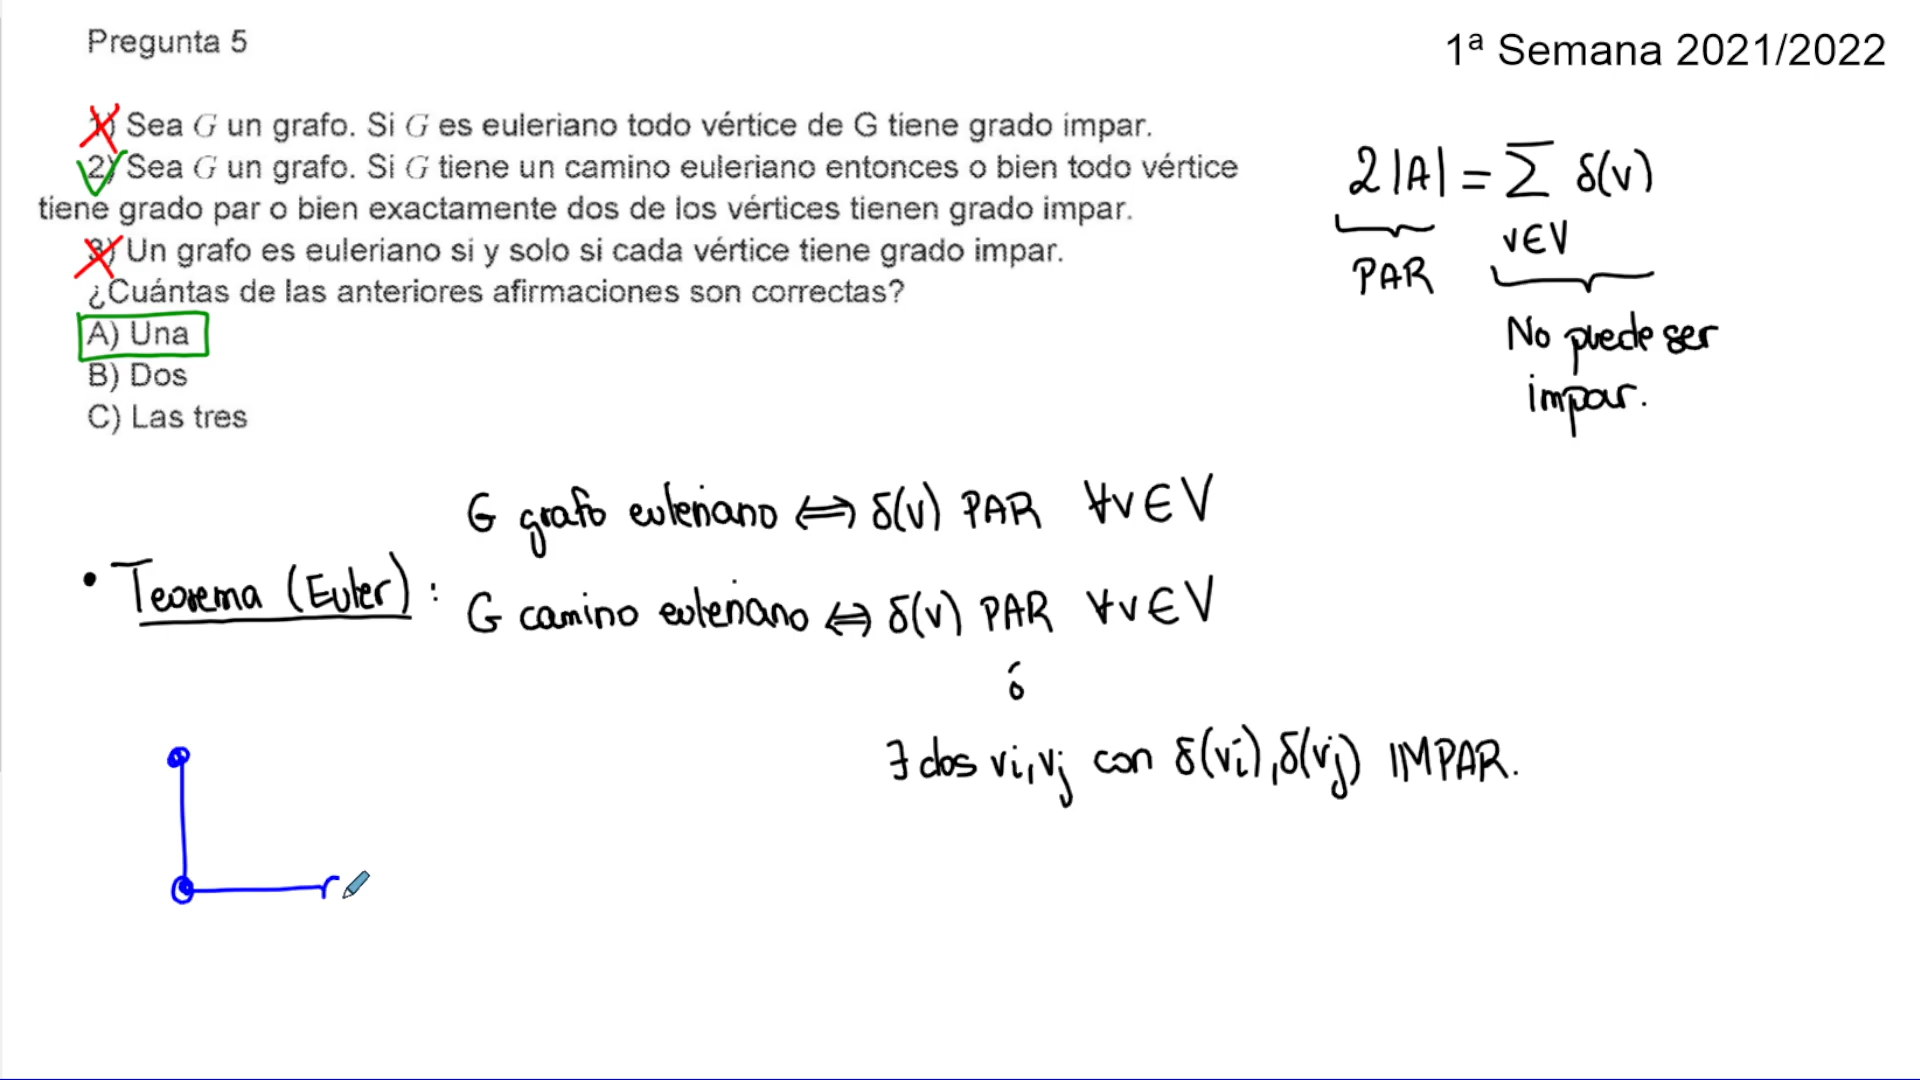 Pregunta 5
1ª Semana 2021/2022
1) Sea G un grafo. Si G es euleriano todo vértice de G tiene grado impar.
2) Sea G un grafo. Si G tiene un camino euleriano entonces o bien todo vértice
tiene grado par o bien exactamente dos de los vértices tienen grado impar.
3) Un grafo es euleriano si y solo si cada vértice tiene grado impar.
¿Cuántas de las anteriores afirmaciones son correctas?
A) Una
B) Dos
C) Las tres
2|A| = ∑ δ(v)
v∈V
PAR
No puede ser
impar.
G grafo euleriano ⇔ δ(v) PAR ∀v∈V
• Teorema (Euler):
G camino euleriano ⇔ δ(v) PAR ∀v∈V
ó
∃ dos vi, vj con δ(vi), δ(vj) IMPAR.